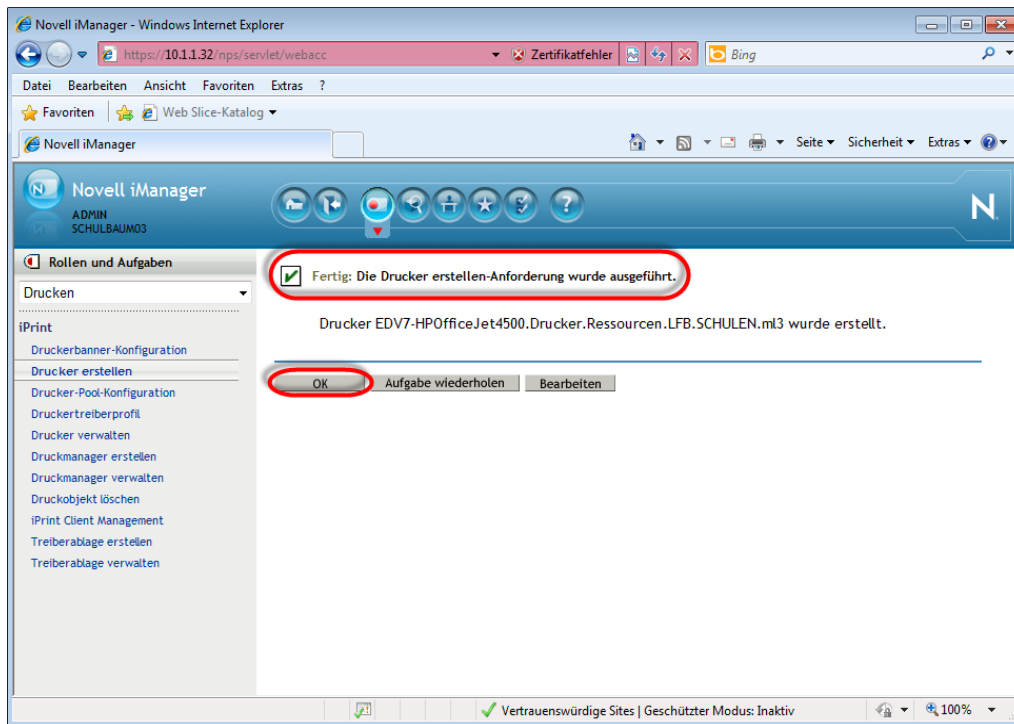 Novell iManager - Windows Internet Explorer
https://10.1.1.32/nps/servlet/webacc
Zertifikatfehler
Bing
Datei Bearbeiten Ansicht Favoriten Extras ?
Favoriten Web Slice-Katalog
Novell iManager
Seite Sicherheit Extras
Novell iManager
ADMIN
SCHULBAUM03
N
Rollen und Aufgaben
Drucken
iPrint
Druckerbanner-Konfiguration
Drucker erstellen
Drucker-Pool-Konfiguration
Druckertreiberprofil
Drucker verwalten
Druckmanager erstellen
Druckmanager verwalten
Druckobjekt löschen
iPrint Client Management
Treiberablage erstellen
Treiberablage verwalten
Fertig: Die Drucker erstellen-Anforderung wurde ausgeführt.
Drucker EDV7-HPOfficeJet4500.Drucker.Ressourcen.LFB.SCHULEN.ml3 wurde erstellt.
OK Aufgabe wiederholen Bearbeiten
Vertrauenswürdige Sites | Geschützter Modus: Inaktiv
100%